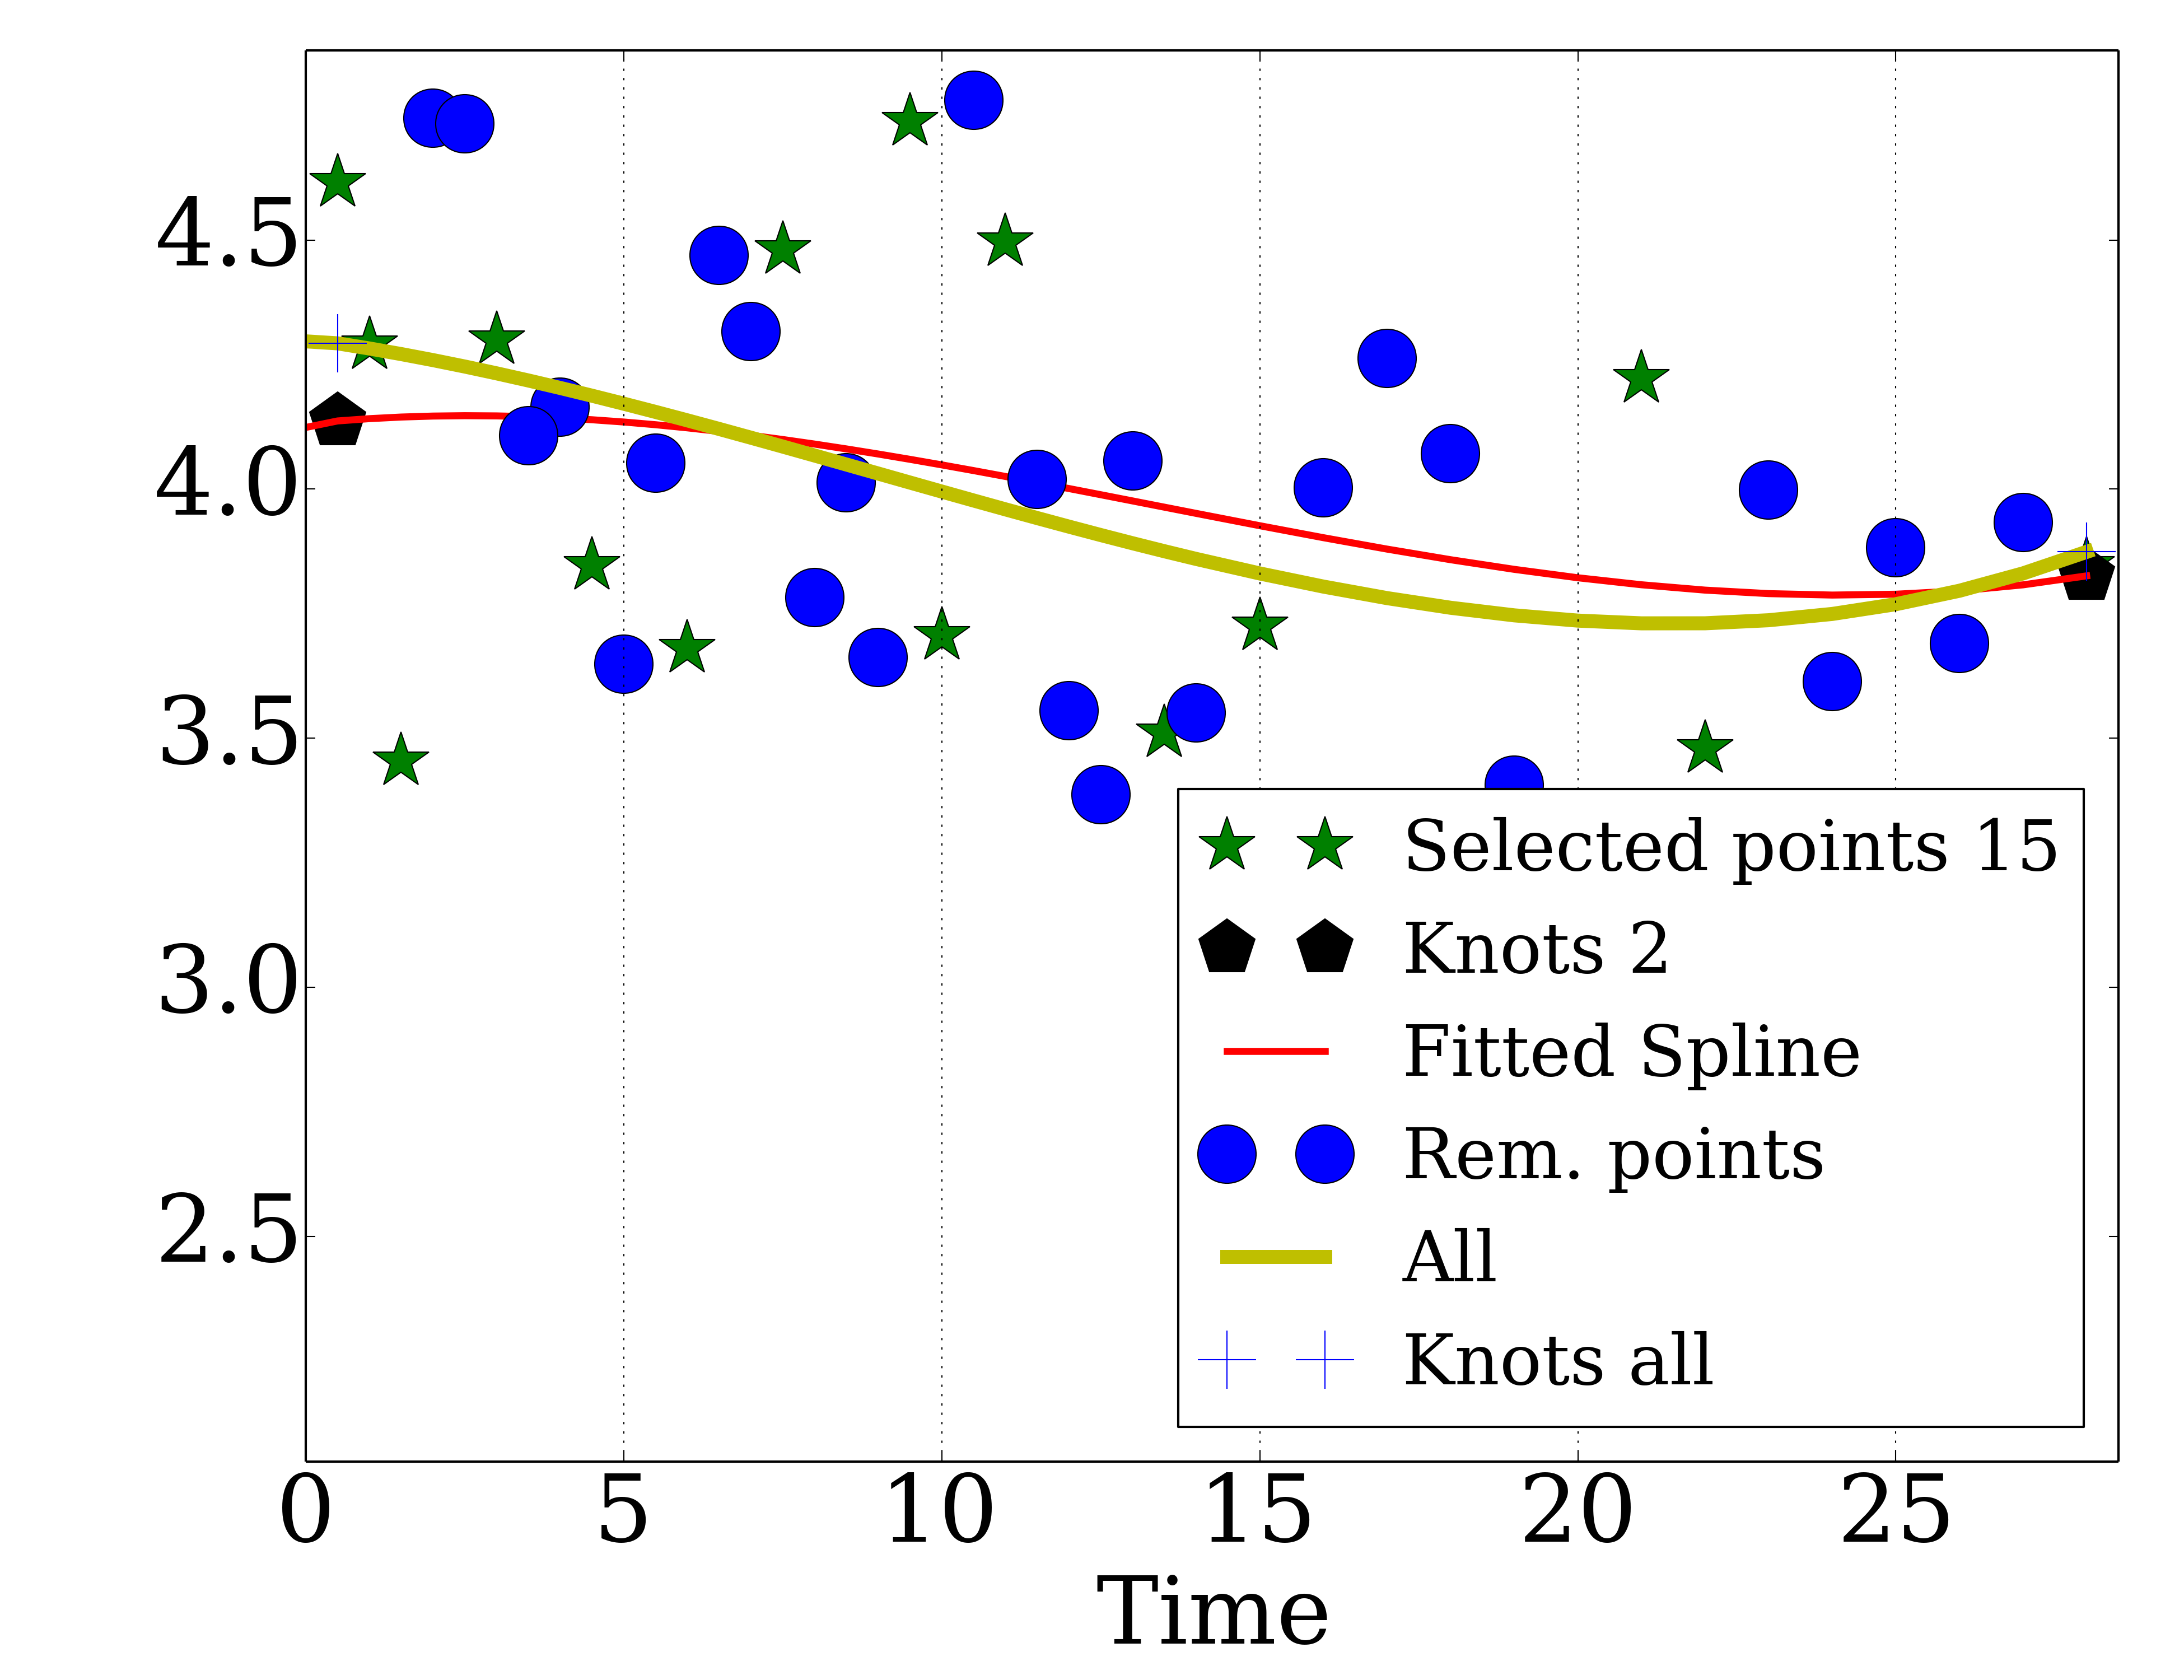 4.5
4.0
3.5
3.0
2.5
Selected points 15
Knots 2
Fitted Spline
Rem. points
All
Knots all
0 5 10 15 20 25
Time